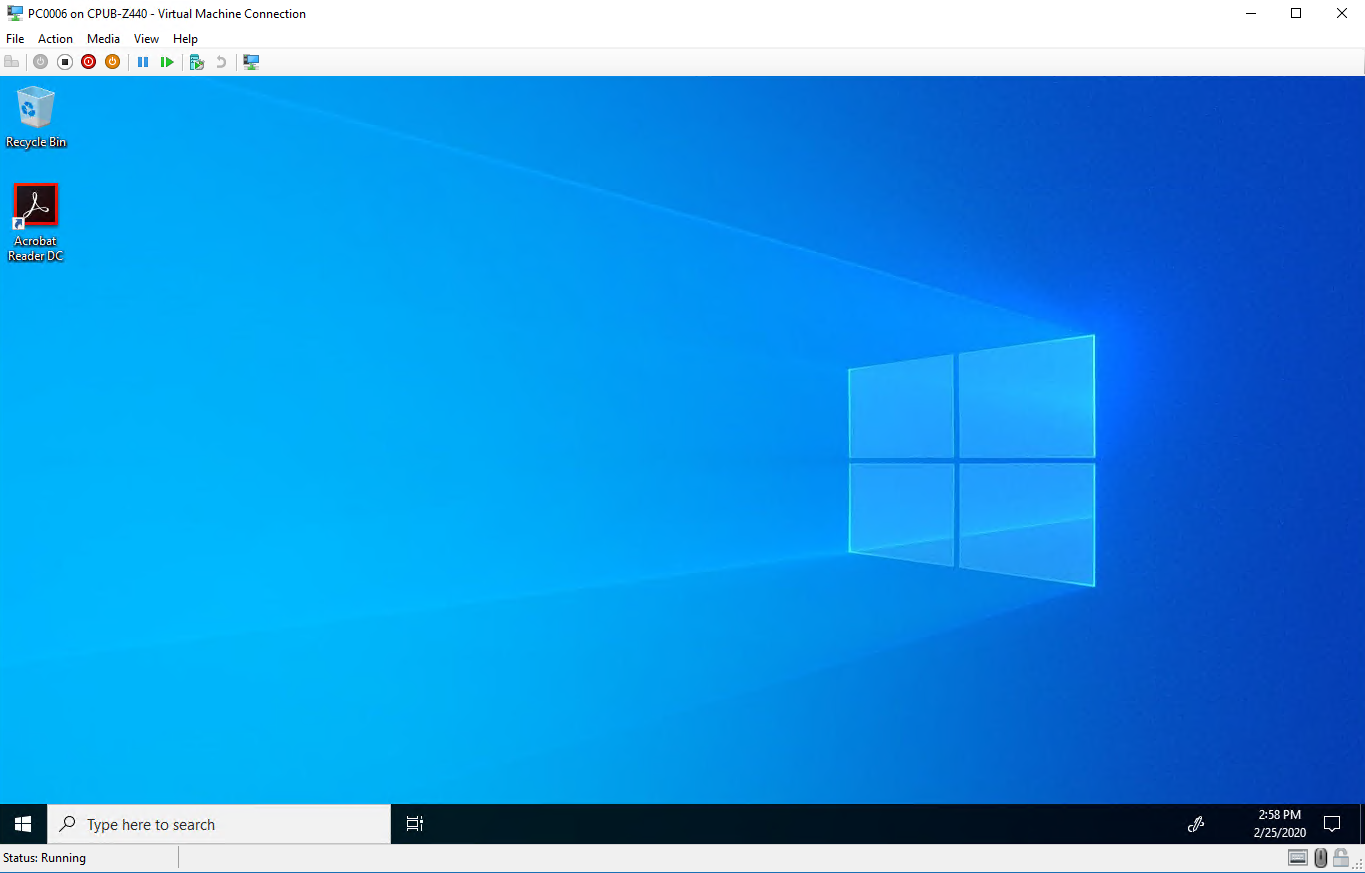 PC0006 on CPUB-Z440 - Virtual Machine Connection
File Action Media View Help
Recycle Bin
Acrobat
Reader DC
Type here to search
2:58 PM
2/25/2020
Status: Running